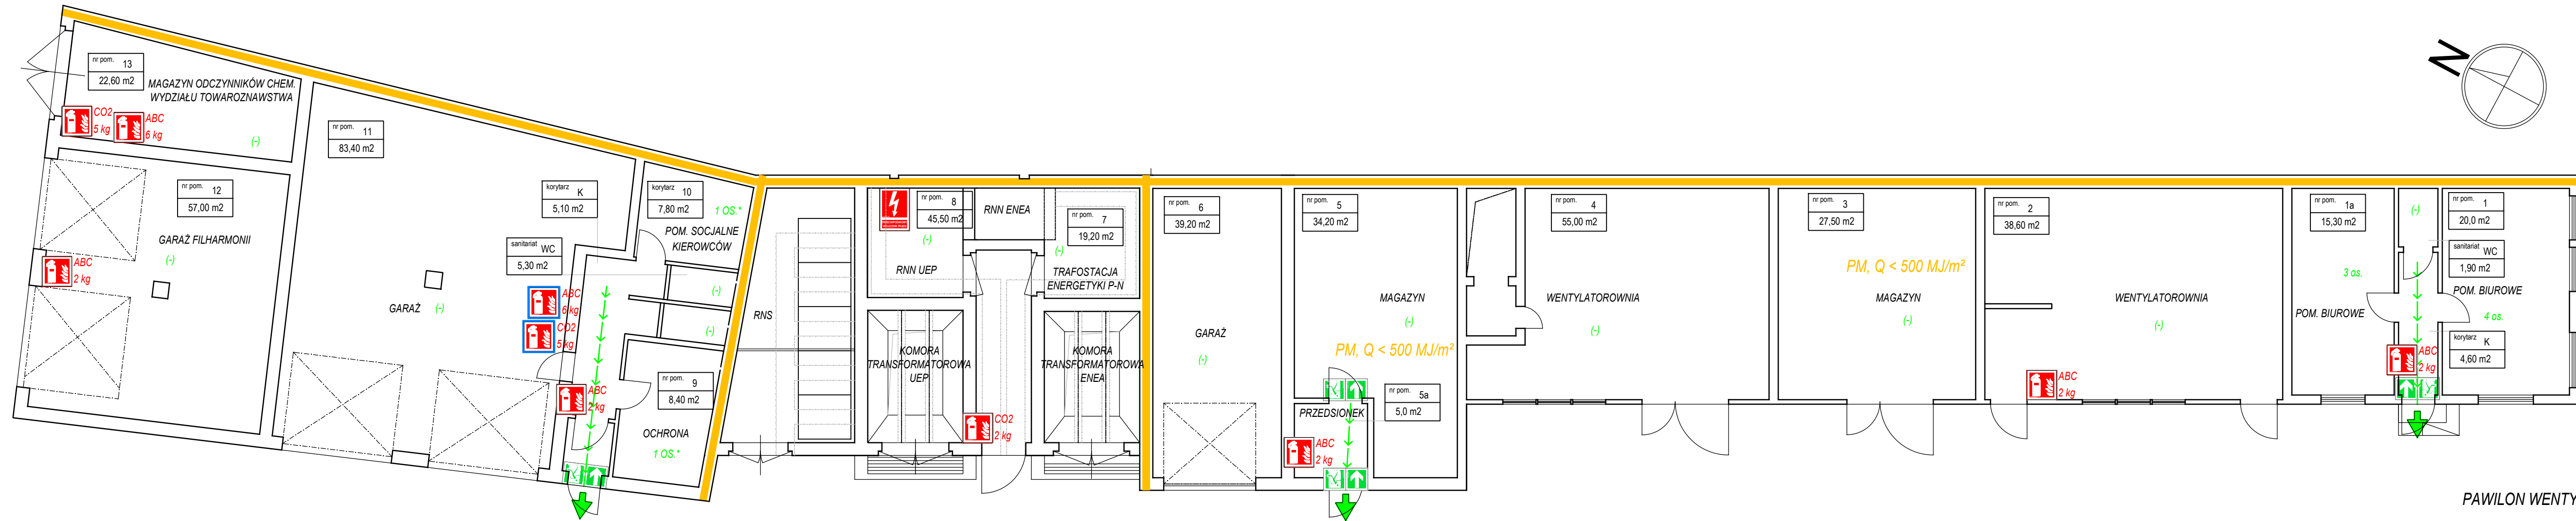 nr pom. 13
22,60 m2
MAGAZYN ODCZYNNIKÓW CHEM.
WYDZIAŁU TOWAROZNAWSTWA
CO2
5 kg
ABC
6 kg
(-)
nr pom. 12
57,00 m2
GARAŻ FILHARMONII
(-)
ABC
2 kg
nr pom. 11
83,40 m2
GARAŻ (-)
korytarz K
5,10 m2
sanitariat WC
5,30 m2
ABC
6 kg
CO2
5 kg
ABC
2 kg
korytarz 10
7,80 m2
1 OS.*
POM. SOCJALNE
KIEROWCÓW
(-)
(-)
nr pom. 9
8,40 m2
OCHRONA
1 OS.*
RNS
nr pom. 8
45,50 m2
(-)
RNN UEP
KOMORA
TRANSFORMATOROWA
UEP
RNN ENEA
CO2
2 kg
nr pom. 7
19,20 m2
(-)
TRAFOSTACJA
ENERGETYKI P-N
KOMORA
TRANSFORMATOROWA
ENEA
nr pom. 6
39,20 m2
GARAŻ
(-)
nr pom. 5
34,20 m2
MAGAZYN
(-)
PM, Q < 500 MJ/m²
nr pom. 5a
5,0 m2
PRZEDSIONEK
ABC
2 kg
nr pom. 4
55,00 m2
WENTYLATOROWNIA
(-)
nr pom. 3
27,50 m2
PM, Q < 500 MJ/m²
MAGAZYN
(-)
nr pom. 2
38,60 m2
WENTYLATOROWNIA
(-)
ABC
2 kg
nr pom. 1a
15,30 m2
3 os.
POM. BIUROWE
(-)
ABC
2 kg
nr pom. 1
20,0 m2
sanitariat WC
1,90 m2
POM. BIUROWE
4 os.
korytarz K
4,60 m2
N
PAWILON WENTY